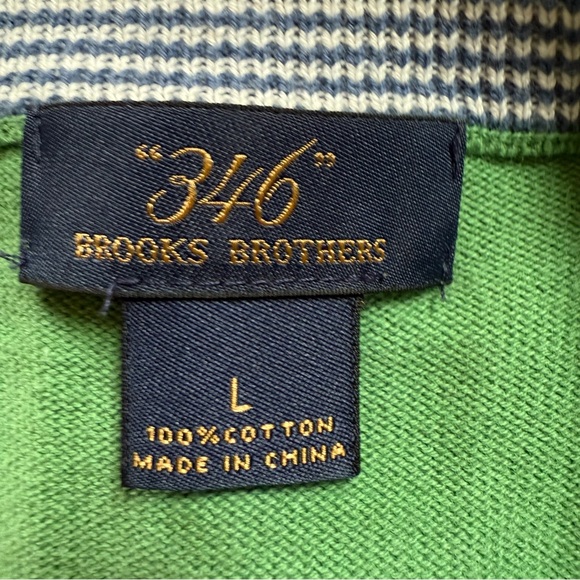 “346”
BROOKS BROTHERS
L
100% COTTON
MADE IN CHINA